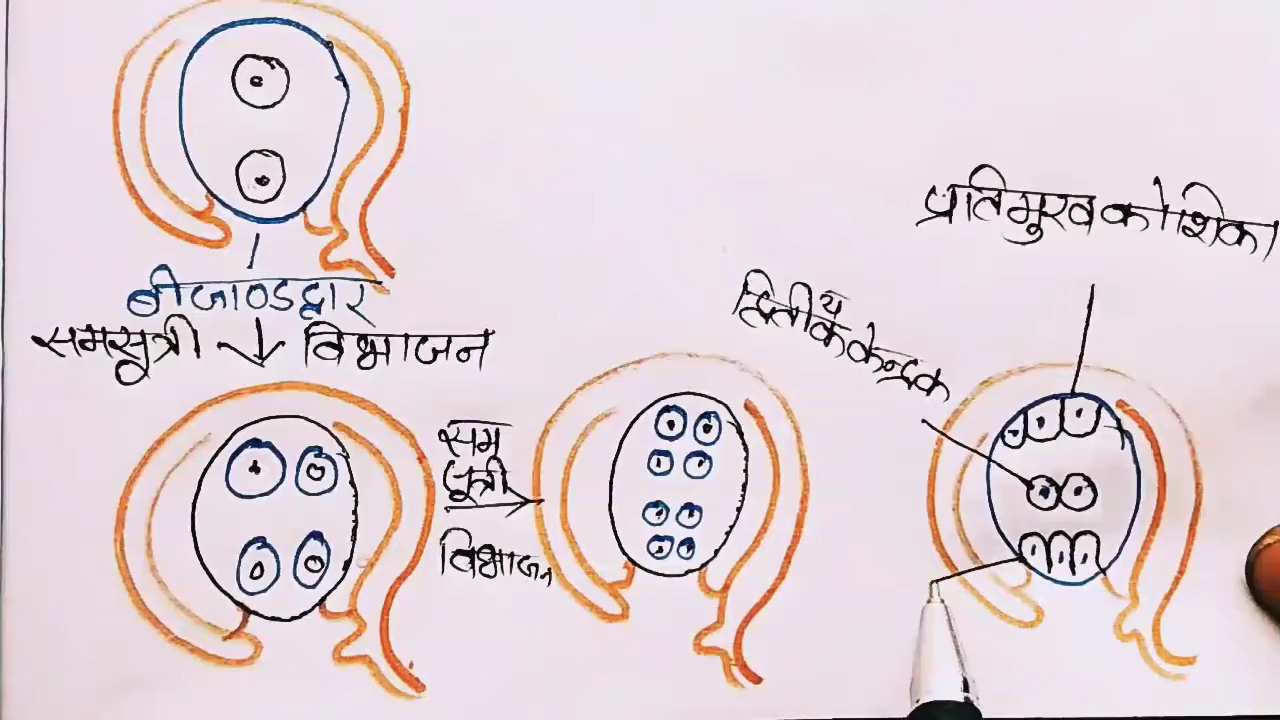 बीजाण्डद्वार
समसूत्री विभाजन
सम
सूत्री
विभाजन
द्वितीयक केन्द्रक
प्रतिमुख कोशिका